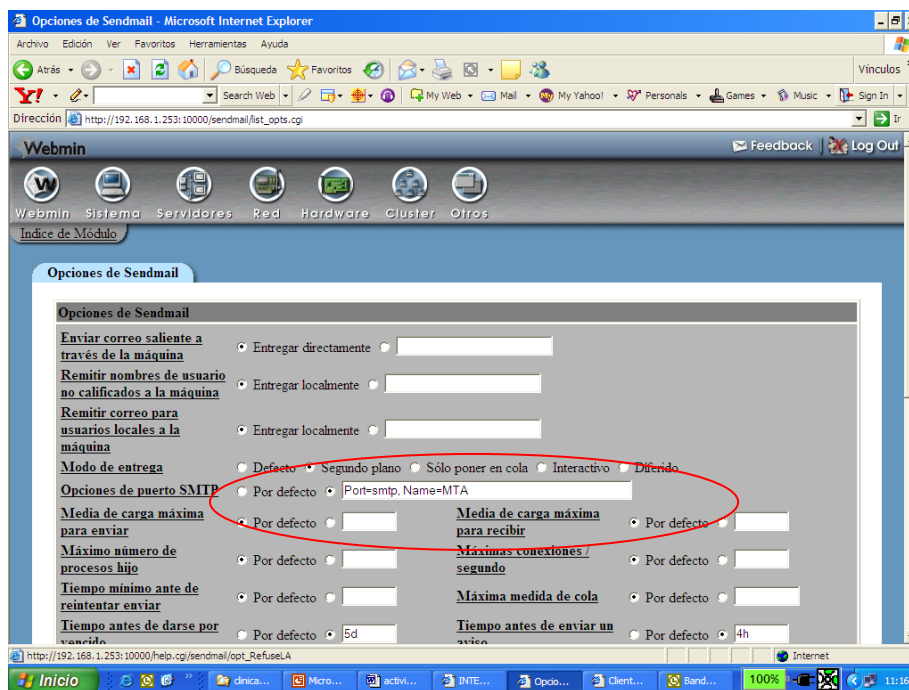 Opciones de Sendmail - Microsoft Internet Explorer
Archivo Edición Ver Favoritos Herramientas Ayuda
Atrás Búsqueda Favoritos Vínculos
Y! Search Web My Web Mail My Yahoo! Personals Games Music Sign In
Dirección http://192.168.1.253:10000/sendmail/list_opts.cgi Ir
Webmin Feedback Log Out
Webmin Sistema Servidores Red Hardware Cluster Otros
Indice de Módulo
Opciones de Sendmail
Opciones de Sendmail
Enviar correo saliente a
través de la máquina Entregar directamente
Remitir nombres de usuario
no calificados a la máquina Entregar localmente
Remitir correo para
usuarios locales a la
máquina Entregar localmente
Modo de entrega Defecto Segundo plano Sólo poner en cola Interactivo Diferido
Opciones de puerto SMTP Por defecto Port=smtp, Name=MTA
Media de carga máxima
para enviar Por defecto Media de carga máxima
para recibir Por defecto
Máximo número de
procesos hijo Por defecto Máximas conexiones /
segundo Por defecto
Tiempo mínimo ante de
reintentar enviar Por defecto Máxima medida de cola Por defecto
Tiempo antes de darse por
vencido Por defecto 5d Tiempo antes de enviar un
aviso Por defecto 4h
http://192.168.1.253:10000/help.cgi/sendmail/opt_RefuseLA Internet
Inicio clinica... Micro... activi... INTE... Opcio... Client... Band... 100% 11:16